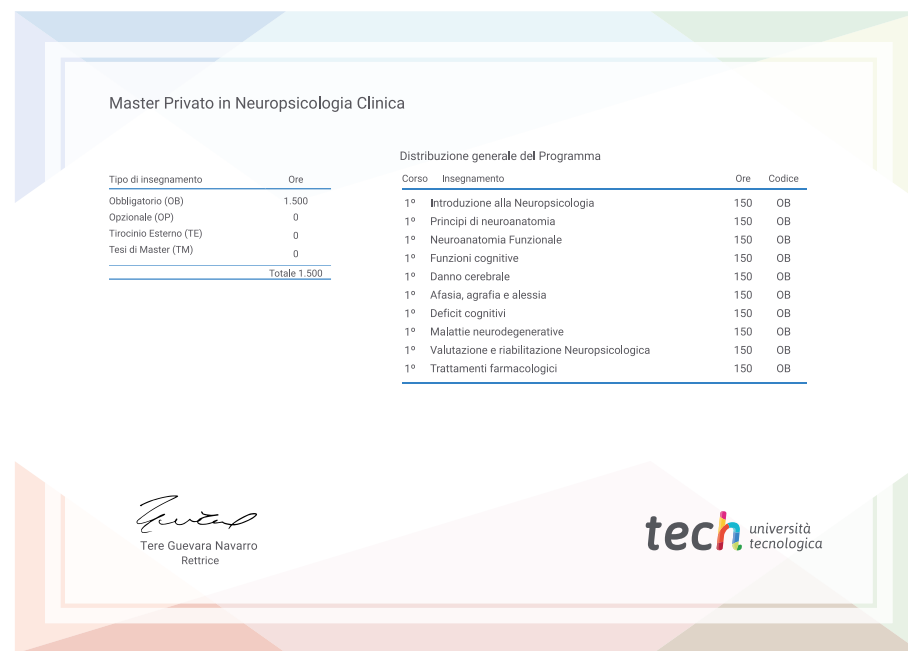 Master Privato in Neuropsicologia Clinica
Tipo di insegnamento Ore
Obbligatorio (OB) 1.500
Opzionale (OP) 0
Tirocinio Esterno (TE) 0
Tesi di Master (TM) 0
Totale 1.500
Distribuzione generale del Programma
Corso Insegnamento Ore Codice
1º Introduzione alla Neuropsicologia 150 OB
1º Principi di neuroanatomia 150 OB
1º Neuroanatomia Funzionale 150 OB
1º Funzioni cognitive 150 OB
1º Danno cerebrale 150 OB
1º Afasia, agrafia e alessia 150 OB
1º Deficit cognitivi 150 OB
1º Malattie neurodegenerative 150 OB
1º Valutazione e riabilitazione Neuropsicologica 150 OB
1º Trattamenti farmacologici 150 OB
Tere Guevara Navarro
Rettrice
tech università
tecnologica